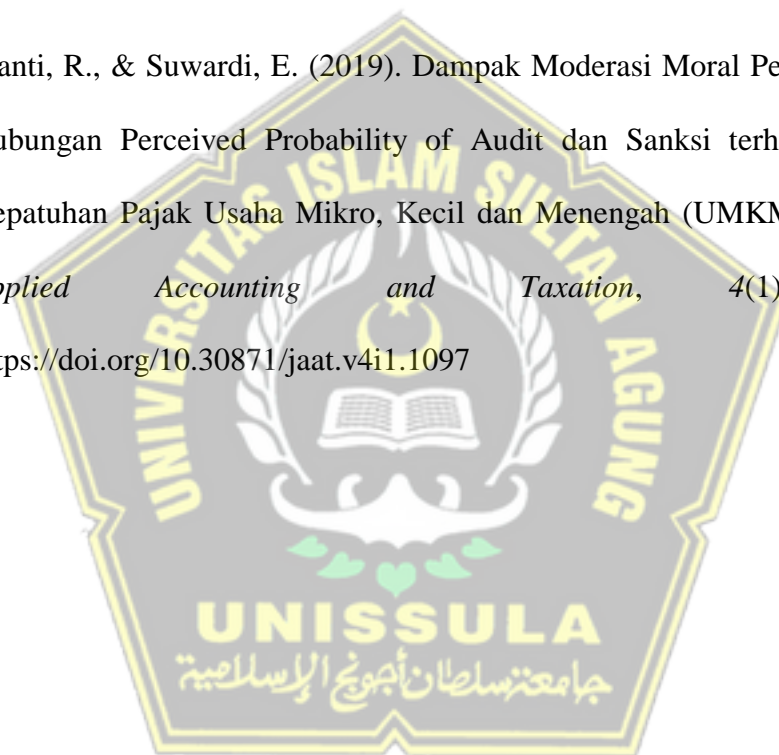 anti, R., & Suwardi, E. (2019). Dampak Moderasi Moral Pe
ubungan Perceived Probability of Audit dan Sanksi terh
epatuhan Pajak Usaha Mikro, Kecil dan Menengah (UMKM
pplied Accounting and Taxation, 4(1)
tps://doi.org/10.30871/jaat.v4i1.1097
UNIVERSITAS ISLAM SULTAN AGUNG
UNISSULA
جامعتنسلطان أجونج الإسلامية